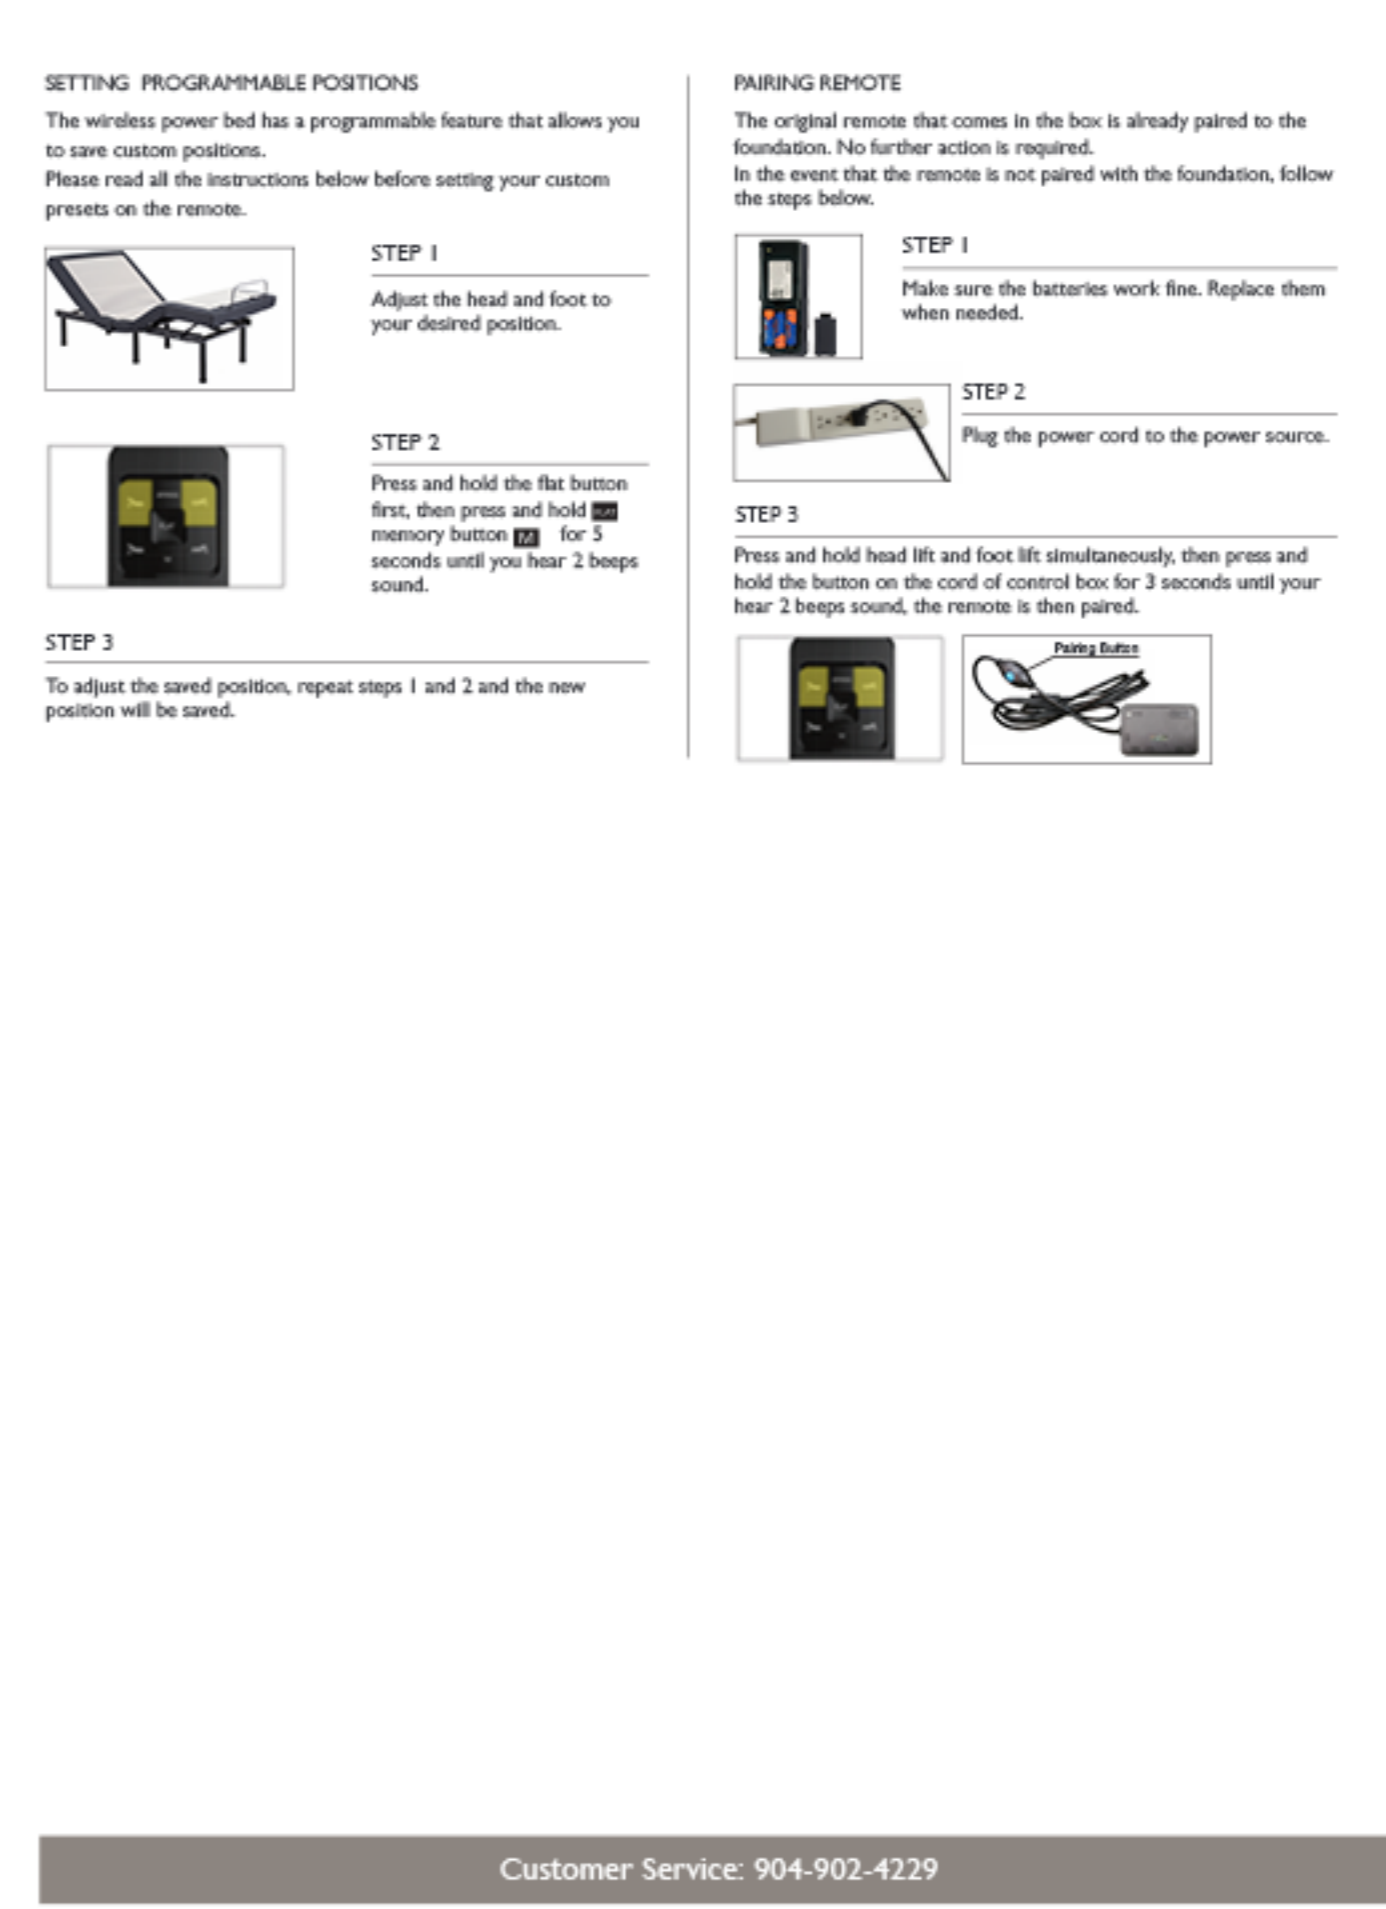 SETTING PROGRAMMABLE POSITIONS
The wireless power bed has a programmable feature that allows you
to save custom positions.
Please read all the instructions below before setting your custom
presets on the remote.
STEP 1
Adjust the head and foot to
your desired position.
STEP 2
Press and hold the flat button
first, then press and hold FLAT
memory button M for 5
seconds until you hear 2 beeps
sound.
STEP 3
To adjust the saved position, repeat steps 1 and 2 and the new
position will be saved.
PAIRING REMOTE
The original remote that comes in the box is already paired to the
foundation. No further action is required.
In the event that the remote is not paired with the foundation, follow
the steps below.
STEP 1
Make sure the batteries work fine. Replace them
when needed.
STEP 2
Plug the power cord to the power source.
STEP 3
Press and hold head lift and foot lift simultaneously, then press and
hold the button on the cord of control box for 3 seconds until your
hear 2 beeps sound, the remote is then paired.
Pairing Button
Customer Service: 904-902-4229